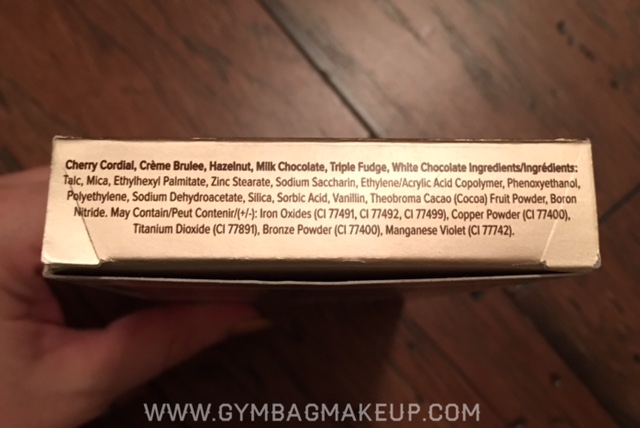 Cherry Cordial, Crème Brulee, Hazelnut, Milk Chocolate, Triple Fudge, White Chocolate Ingredients/Ingrédients:
Talc, Mica, Ethylhexyl Palmitate, Zinc Stearate, Sodium Saccharin, Ethylene/Acrylic Acid Copolymer, Phenoxyethanol,
Polyethylene, Sodium Dehydroacetate, Silica, Sorbic Acid, Vanillin, Theobroma Cacao (Cocoa) Fruit Powder, Boron
Nitride. May Contain/Peut Contenir/(+/-): Iron Oxides (CI 77491, CI 77492, CI 77499), Copper Powder (CI 77400),
Titanium Dioxide (CI 77891), Bronze Powder (CI 77400), Manganese Violet (CI 77742).
WWW.GYMBAGMAKEUP.COM